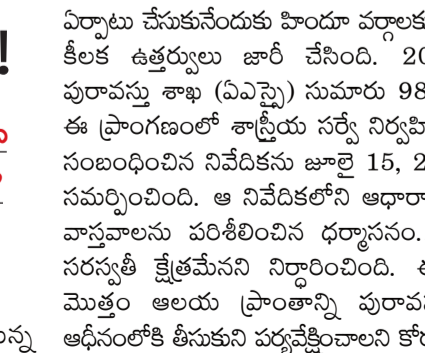 ఏర్పాటు చేసుకునేందుకు హిందూ వర్గాలకు
కీలక ఉత్తర్వులు జారీ చేసింది. 20
పురావస్తు శాఖ (ఏఎస్ఐ) సుమారు 98
ఈ ప్రాంగణంలో శాస్త్రీయ సర్వే నిర్వహి
సంబంధించిన నివేదికను జూలై 15, 2
సమర్పించింది. ఆ నివేదికలోని ఆధారా
వాస్తవాలను పరిశీలించిన ధర్మాసనం.
సరస్వతీ క్షేత్రమేనని నిర్ధారించింది. ఈ
మొత్తం ఆలయ ప్రాంతాన్ని పురావస
ఆధీనంలోకి తీసుకుని పర్యవేక్షించాలని కోర
!
న్న